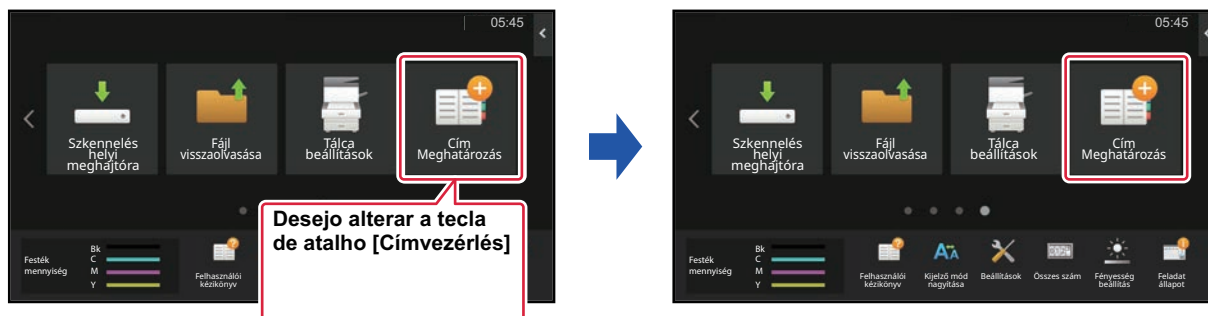 05:45
Szkennelés
helyi
meghajtóra
Fájl
visszaolvasása
Tálca
beállítások
Cím
Meghatározás
Desejo alterar a tecla
de atalho [Címvezérlés]
Festék
mennyiség
Bk
C
M
Y
Felhasználói
kézikönyv
05:45
Szkennelés
helyi
meghajtóra
Fájl
visszaolvasása
Tálca
beállítások
Cím
Meghatározás
Festék
mennyiség
Bk
C
M
Y
Felhasználói
kézikönyv
Kijelző mód
nagyítása
Beállítások
Összes szám
Fényesség
beállítás
Feladat
állapot